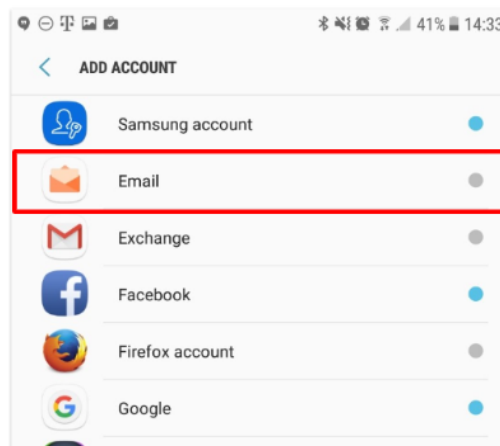 41% 14:33
ADD ACCOUNT
Samsung account
Email
Exchange
Facebook
Firefox account
Google